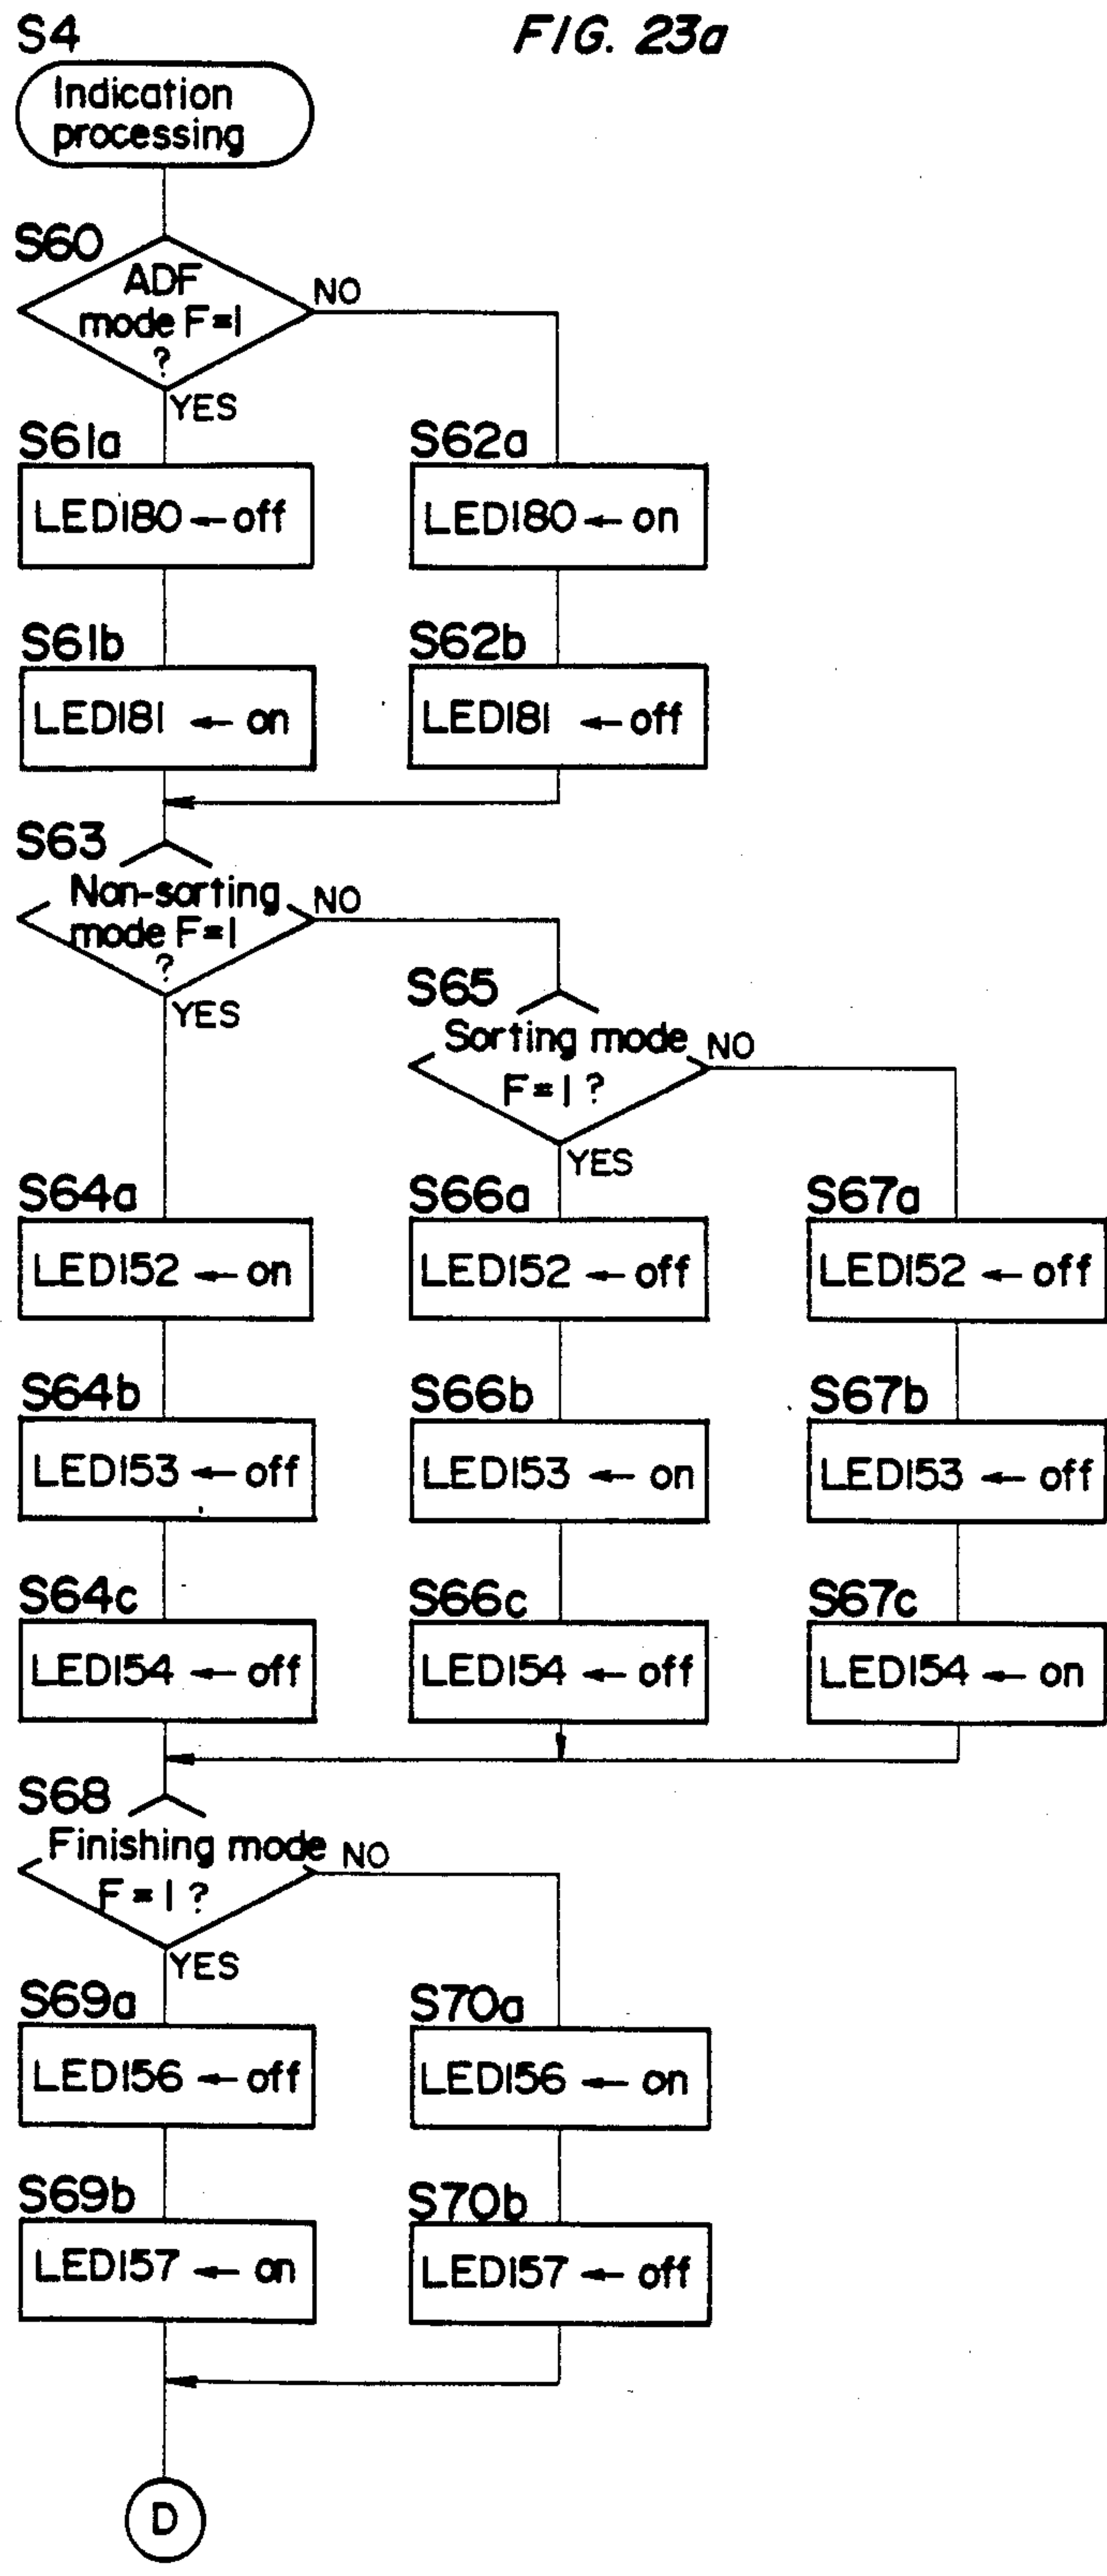 S4
FIG. 23a
Indication
processing
S60
ADF
mode F=1
?
NO
YES
S61a
LED180←off
S62a
LED180← on
S61b
LED181 ← on
S62b
LED181 ←off
S63
Non-sorting
mode F=1
?
NO
YES
S65
Sorting mode
F=1?
NO
YES
S64a
LED152←on
S66a
LED152←off
S67a
LED152← off
S64b
LED153←off
S66b
LED153← on
S67b
LED153← off
S64c
LED154← off
S66c
LED154←off
S67c
LED154← on
S68
Finishing mode
F=1?
NO
YES
S69a
LED156←off
S70a
LED156← on
S69b
LED157← on
S70b
LED157← off
D